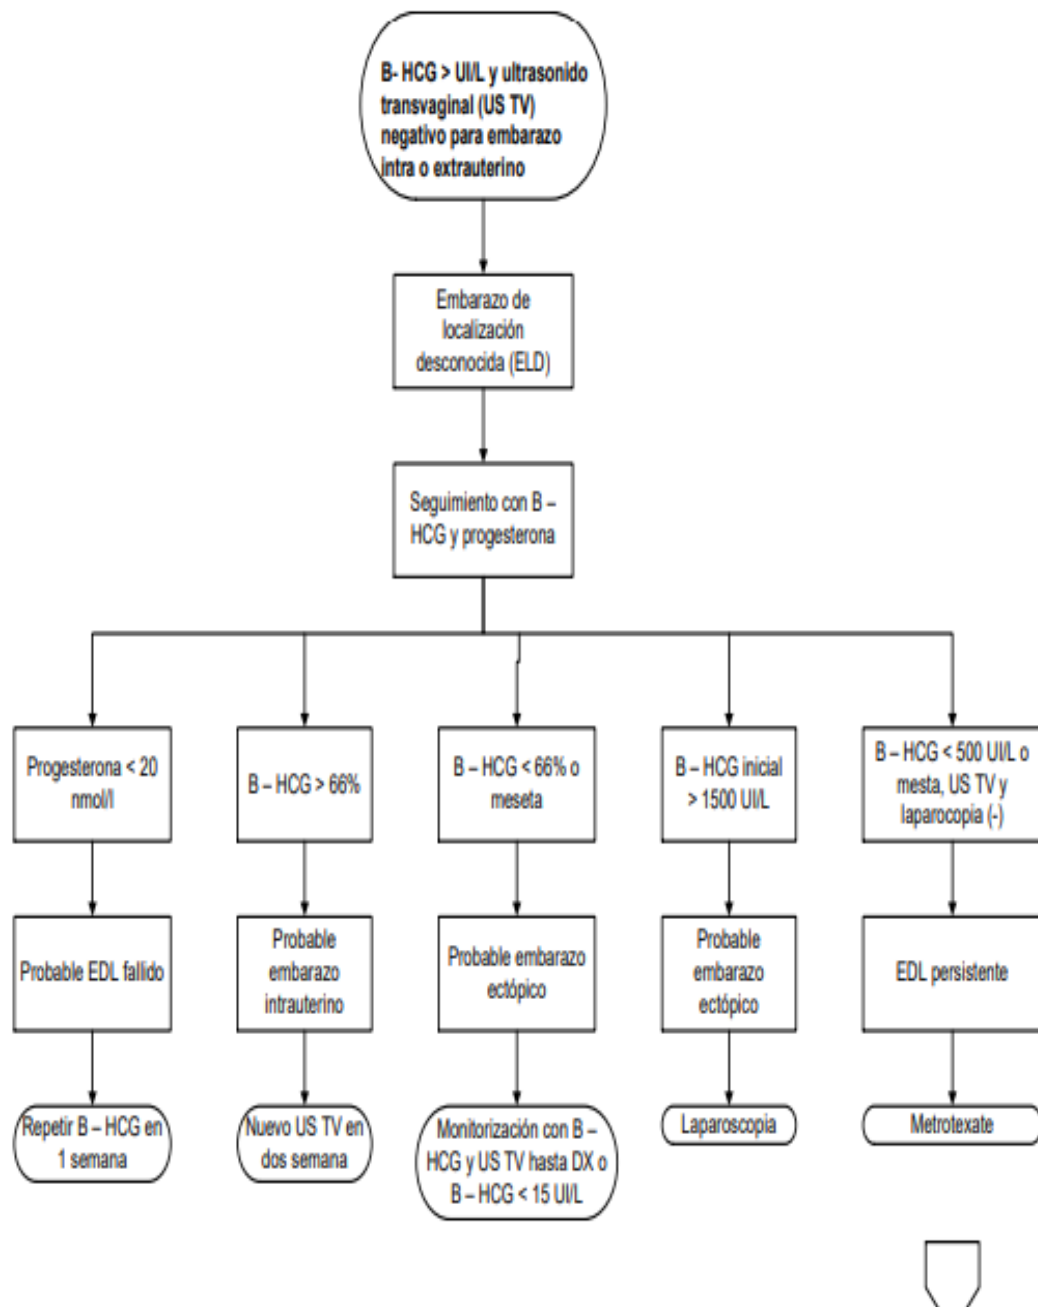 B- HCG > UI/L y ultrasonido
transvaginal (US TV)
negativo para embarazo
intra o extrauterino
Embarazo de
localización
desconocida (ELD)
Seguimiento con B –
HCG y progesterona
Progesterona < 20
nmol/l
B – HCG > 66%
B – HCG < 66% o
meseta
B – HCG inicial
> 1500 UI/L
B – HCG < 500 UI/L o
mesta, US TV y
laparocopia (-)
Probable EDL fallido
Probable
embarazo
intrauterino
Probable embarazo
ectópico
Probable
embarazo
ectópico
EDL persistente
Repetir B – HCG en
1 semana
Nuevo US TV en
dos semana
Monitorización con B –
HCG y US TV hasta DX o
B – HCG < 15 UI/L
Laparoscopia
Metrotexate